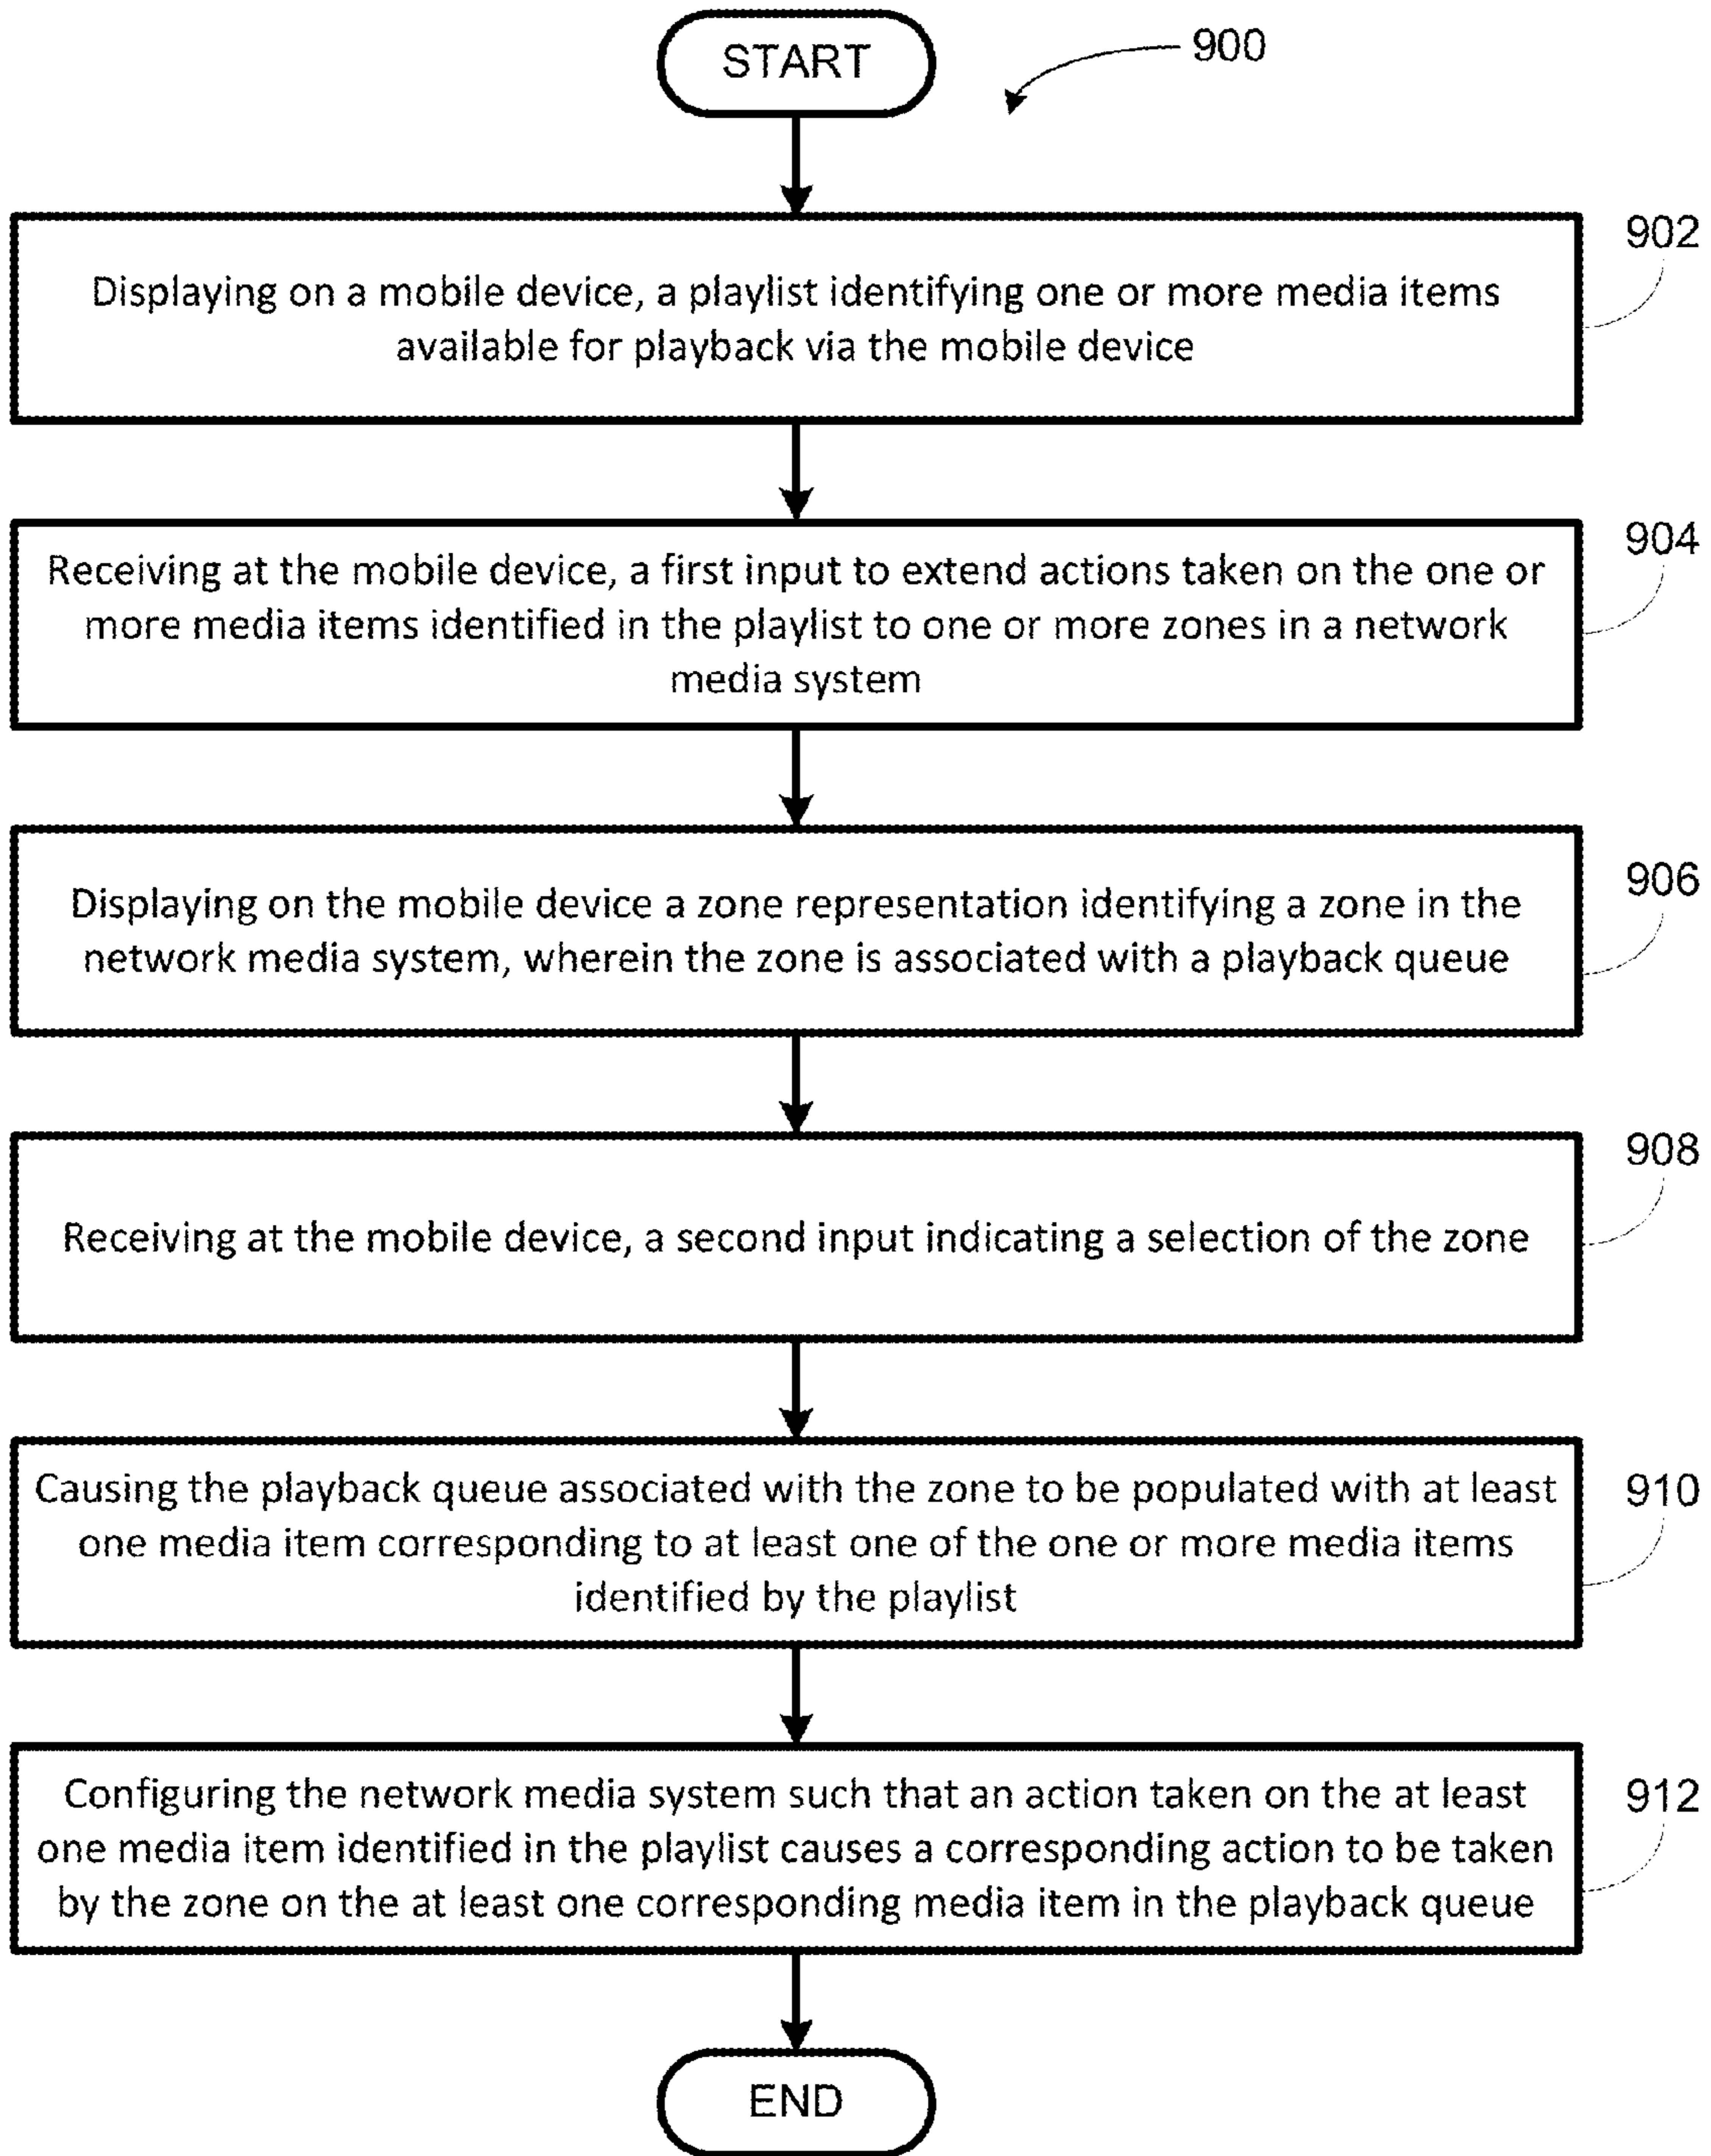 START
900
902
Displaying on a mobile device, a playlist identifying one or more media items
available for playback via the mobile device
904
Receiving at the mobile device, a first input to extend actions taken on the one or
more media items identified in the playlist to one or more zones in a network
media system
906
Displaying on the mobile device a zone representation identifying a zone in the
network media system, wherein the zone is associated with a playback queue
908
Receiving at the mobile device, a second input indicating a selection of the zone
910
Causing the playback queue associated with the zone to be populated with at least
one media item corresponding to at least one of the one or more media items
identified by the playlist
912
Configuring the network media system such that an action taken on the at least
one media item identified in the playlist causes a corresponding action to be taken
by the zone on the at least one corresponding media item in the playback queue
END